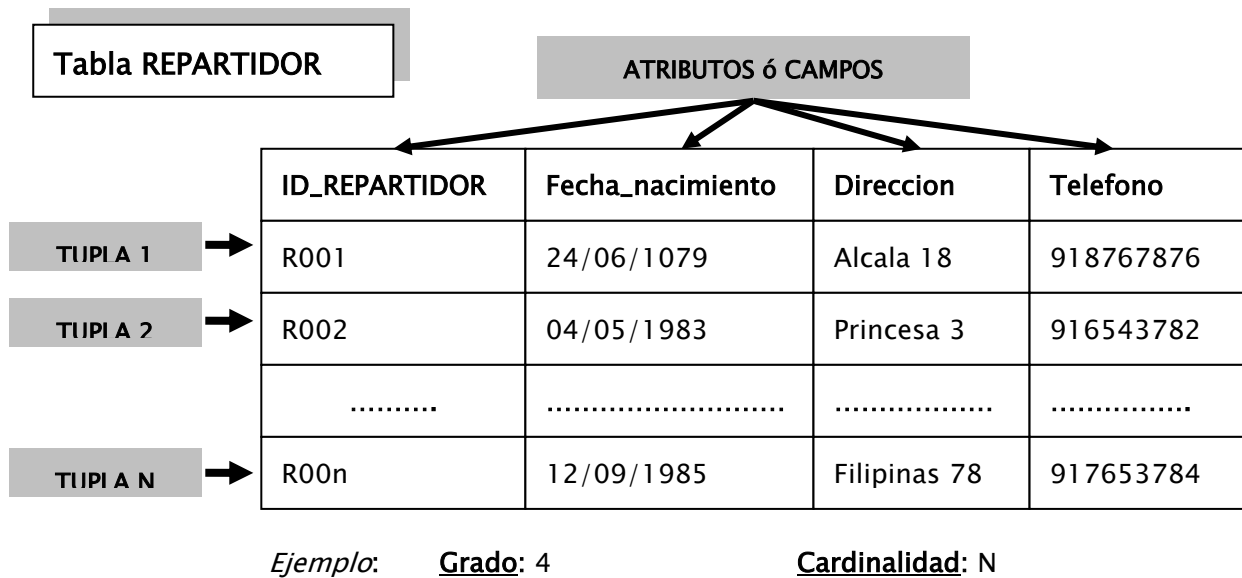 Tabla REPARTIDOR
ATRIBUTOS ó CAMPOS
ID_REPARTIDOR Fecha_nacimiento Direccion Telefono
TUPLA 1 R001 24/06/1079 Alcala 18 918767876
TUPLA 2 R002 04/05/1983 Princesa 3 916543782
.......... ........................... .................. ................
TUPLA N R00n 12/09/1985 Filipinas 78 917653784
Ejemplo: Grado: 4 Cardinalidad: N